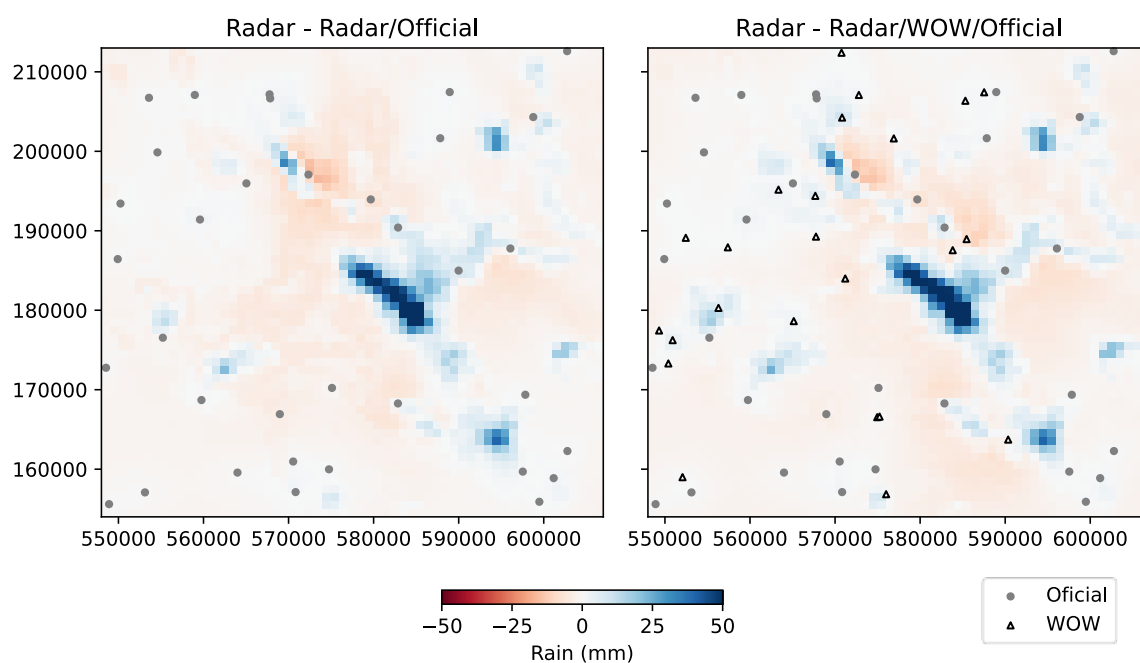 Radar - Radar/Official
Radar - Radar/WOW/Official
210000
200000
190000
180000
170000
160000
550000 560000 570000 580000 590000 600000
550000 560000 570000 580000 590000 600000
−50 −25 0 25 50
Rain (mm)
Oficial
WOW